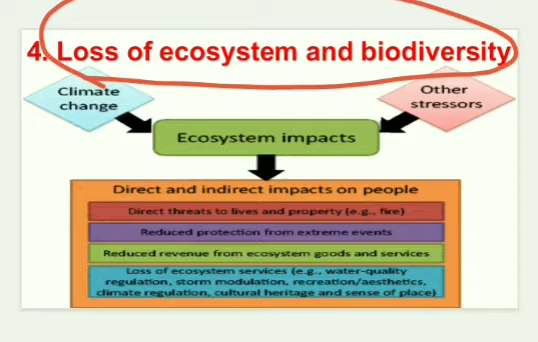 4. Loss of ecosystem and biodiversity
Climate
change
Other
stressors
Ecosystem impacts
Direct and indirect impacts on people
Direct threats to lives and property (e.g., fire)
Reduced protection from extreme events
Reduced revenue from ecosystem goods and services
Loss of ecosystem services (e.g., water-quality
regulation, storm modulation, recreation/aesthetics,
climate regulation, cultural heritage and sense of place)